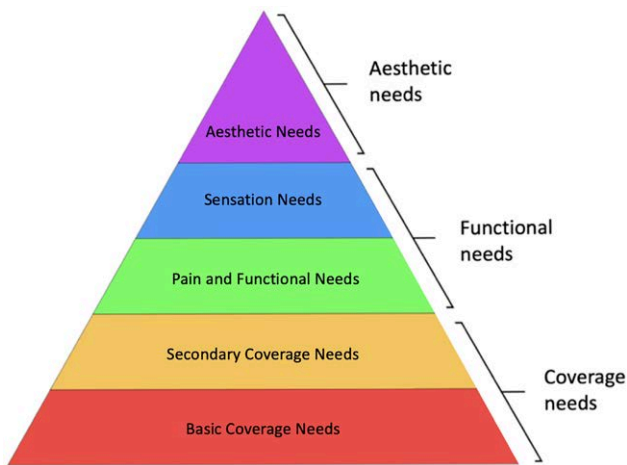 Aesthetic
needs
Aesthetic Needs
Sensation Needs
Functional
needs
Pain and Functional Needs
Secondary Coverage Needs
Coverage
needs
Basic Coverage Needs